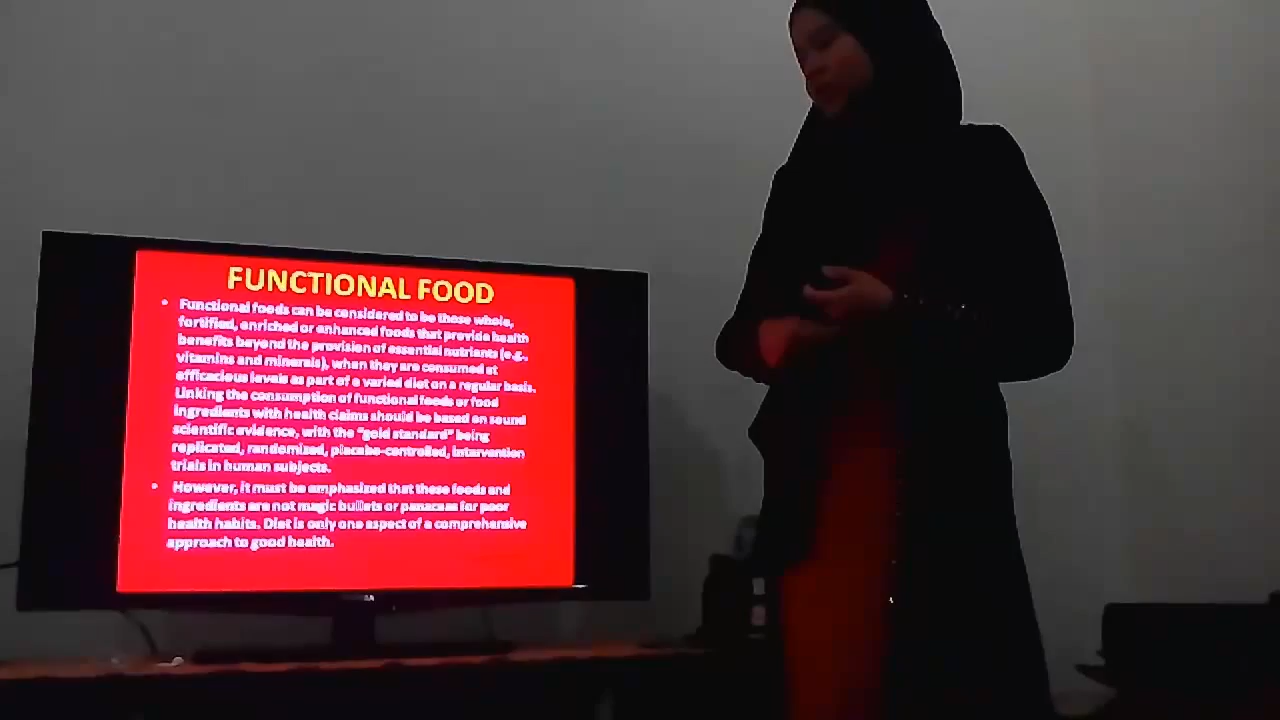 FUNCTIONAL FOOD
• Functional foods can be considered to be those whole,
fortified, enriched or enhanced foods that provide health
benefits beyond the provision of essential nutrients (e.g.,
vitamins and minerals), when they are consumed at
efficacious levels as part of a varied diet on a regular basis.
Linking the consumption of functional foods or food
ingredients with health claims should be based on sound
scientific evidence, with the "gold standard" being
replicated, randomized, placebo-controlled, intervention
trials in human subjects.
• However, it must be emphasized that these foods and
ingredients are not magic bullets or panaceas for poor
health habits. Diet is only one aspect of a comprehensive
approach to good health.